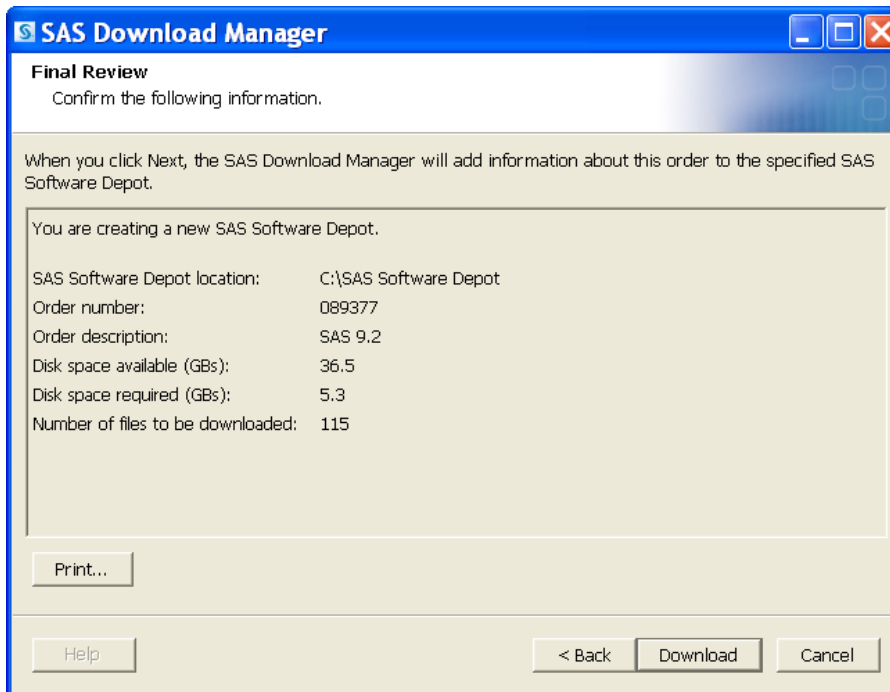 SAS Download Manager
Final Review
Confirm the following information.
When you click Next, the SAS Download Manager will add information about this order to the specified SAS
Software Depot.
You are creating a new SAS Software Depot.
SAS Software Depot location: C:\SAS Software Depot
Order number: 089377
Order description: SAS 9.2
Disk space available (GBs): 36.5
Disk space required (GBs): 5.3
Number of files to be downloaded: 115
Print...
Help < Back Download Cancel